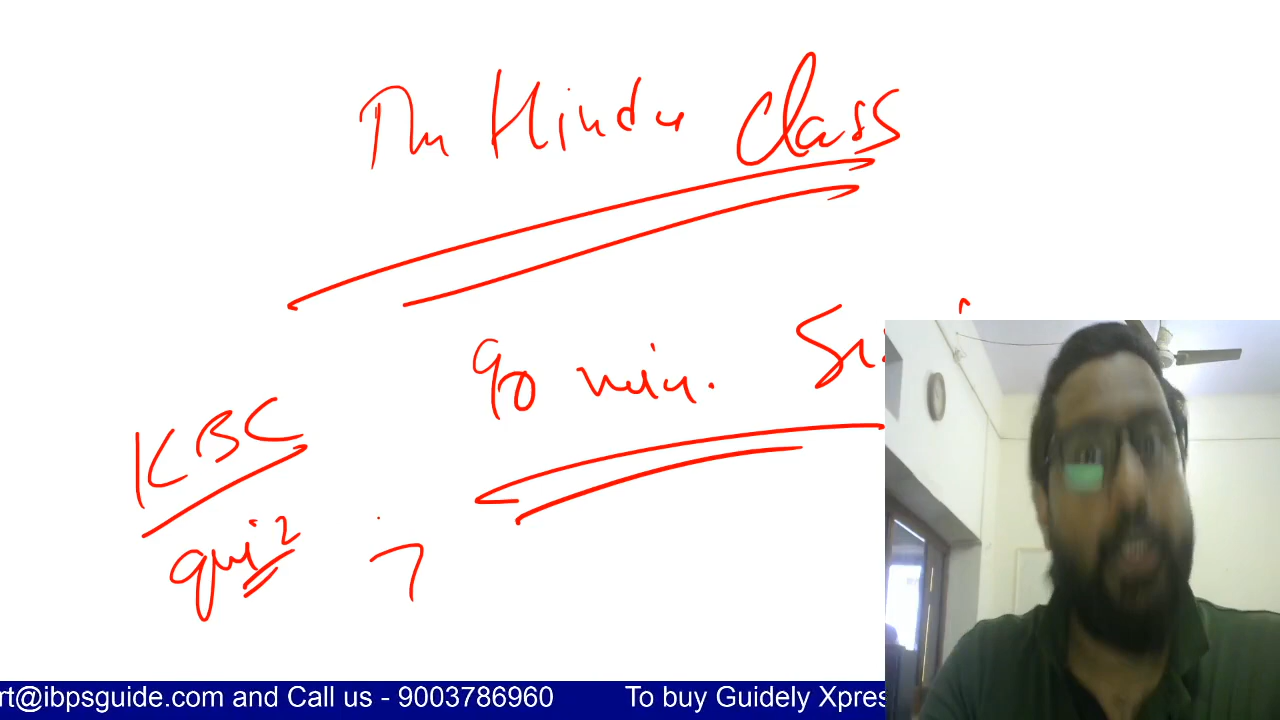 The Hindu Class
90 min.
KBC
quiz 7
rt@ibpsguide.com and Call us - 9003786960 To buy Guidely Xpres